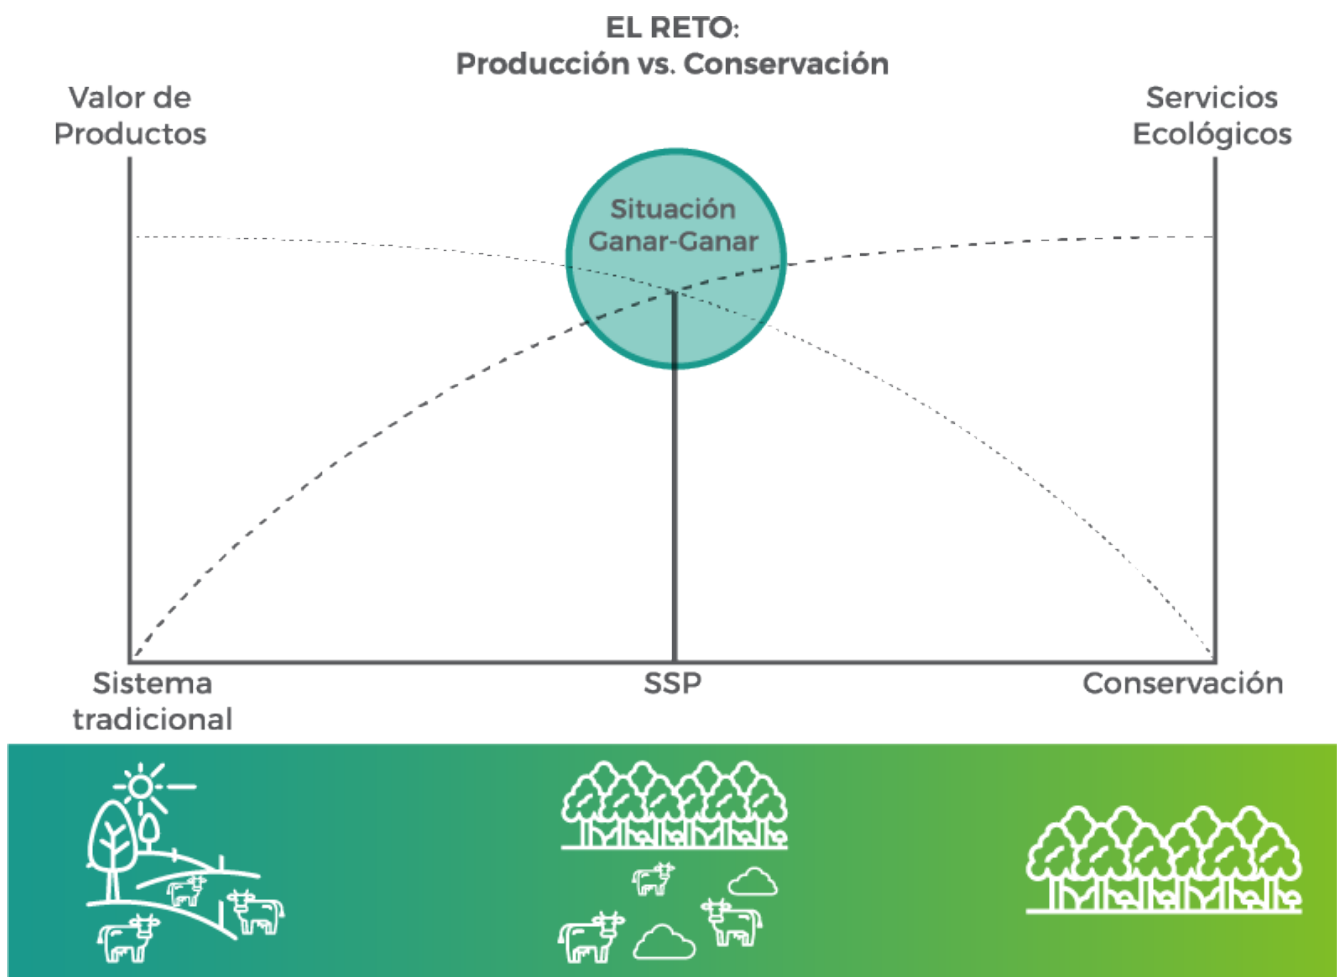 EL RETO:
Producción vs. Conservación
Valor de
Productos
Servicios
Ecológicos
Situación
Ganar-Ganar
Sistema
tradicional
SSP
Conservación